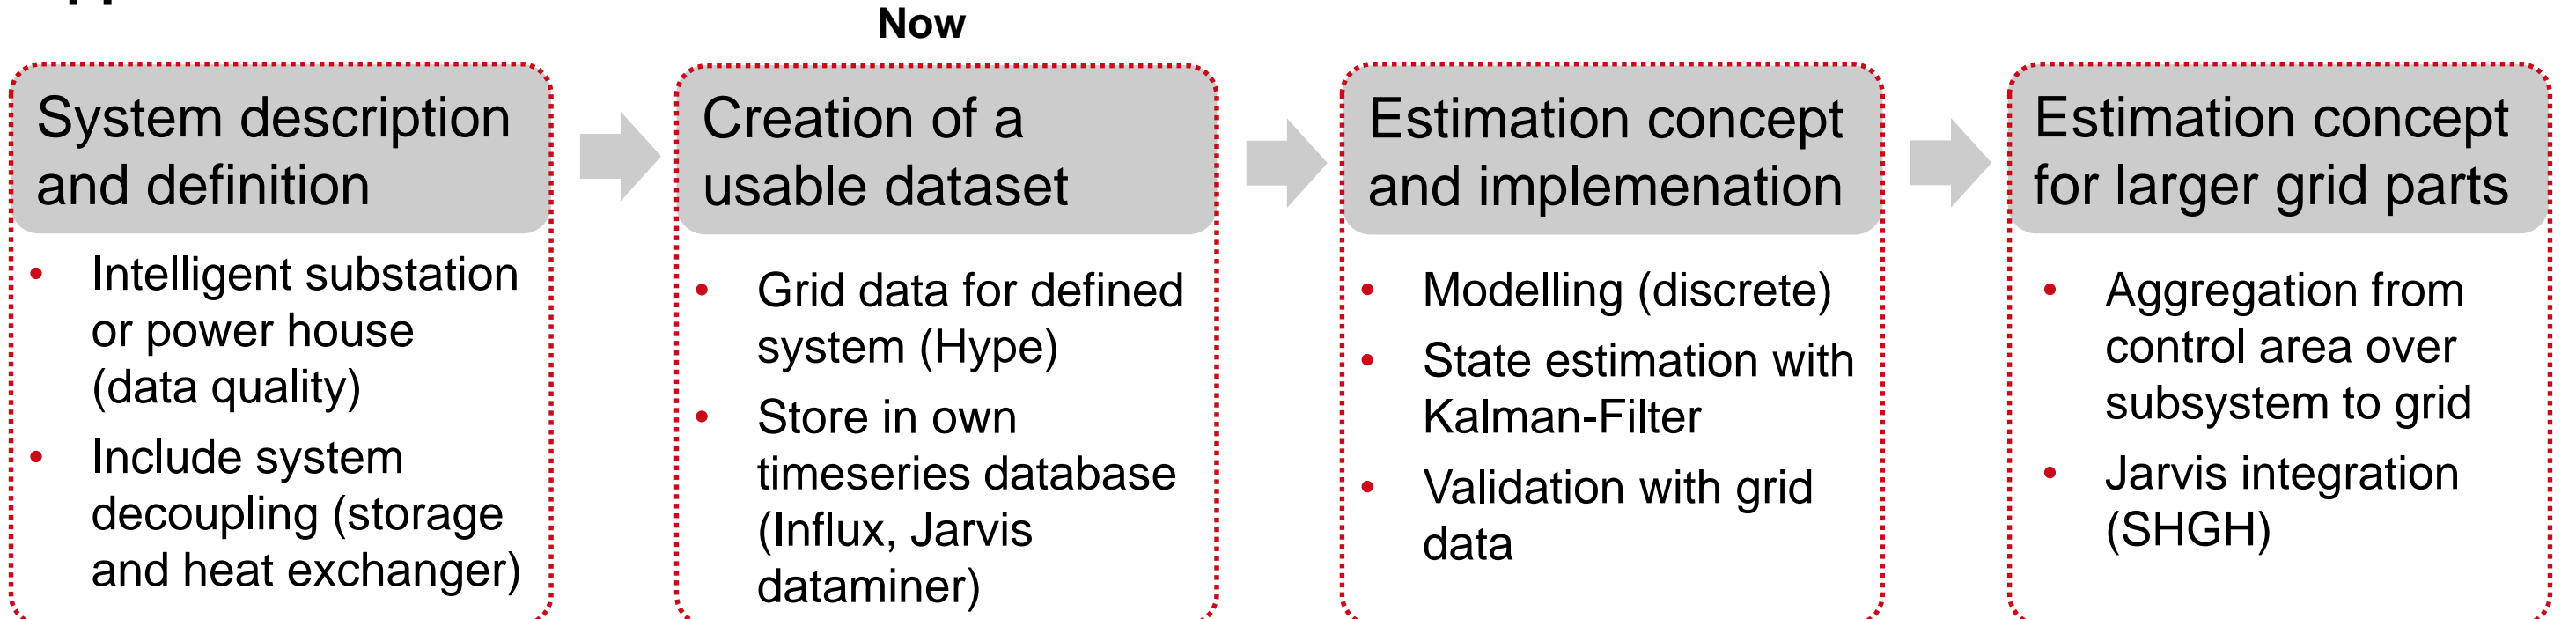 Now
System description
and definition
• Intelligent substation
or power house
(data quality)
• Include system
decoupling (storage
and heat exchanger)
Creation of a
usable dataset
• Grid data for defined
system (Hype)
• Store in own
timeseries database
(Influx, Jarvis
dataminer)
Estimation concept
and implemenation
• Modelling (discrete)
• State estimation with
Kalman-Filter
• Validation with grid
data
Estimation concept
for larger grid parts
• Aggregation from
control area over
subsystem to grid
• Jarvis integration
(SHGH)